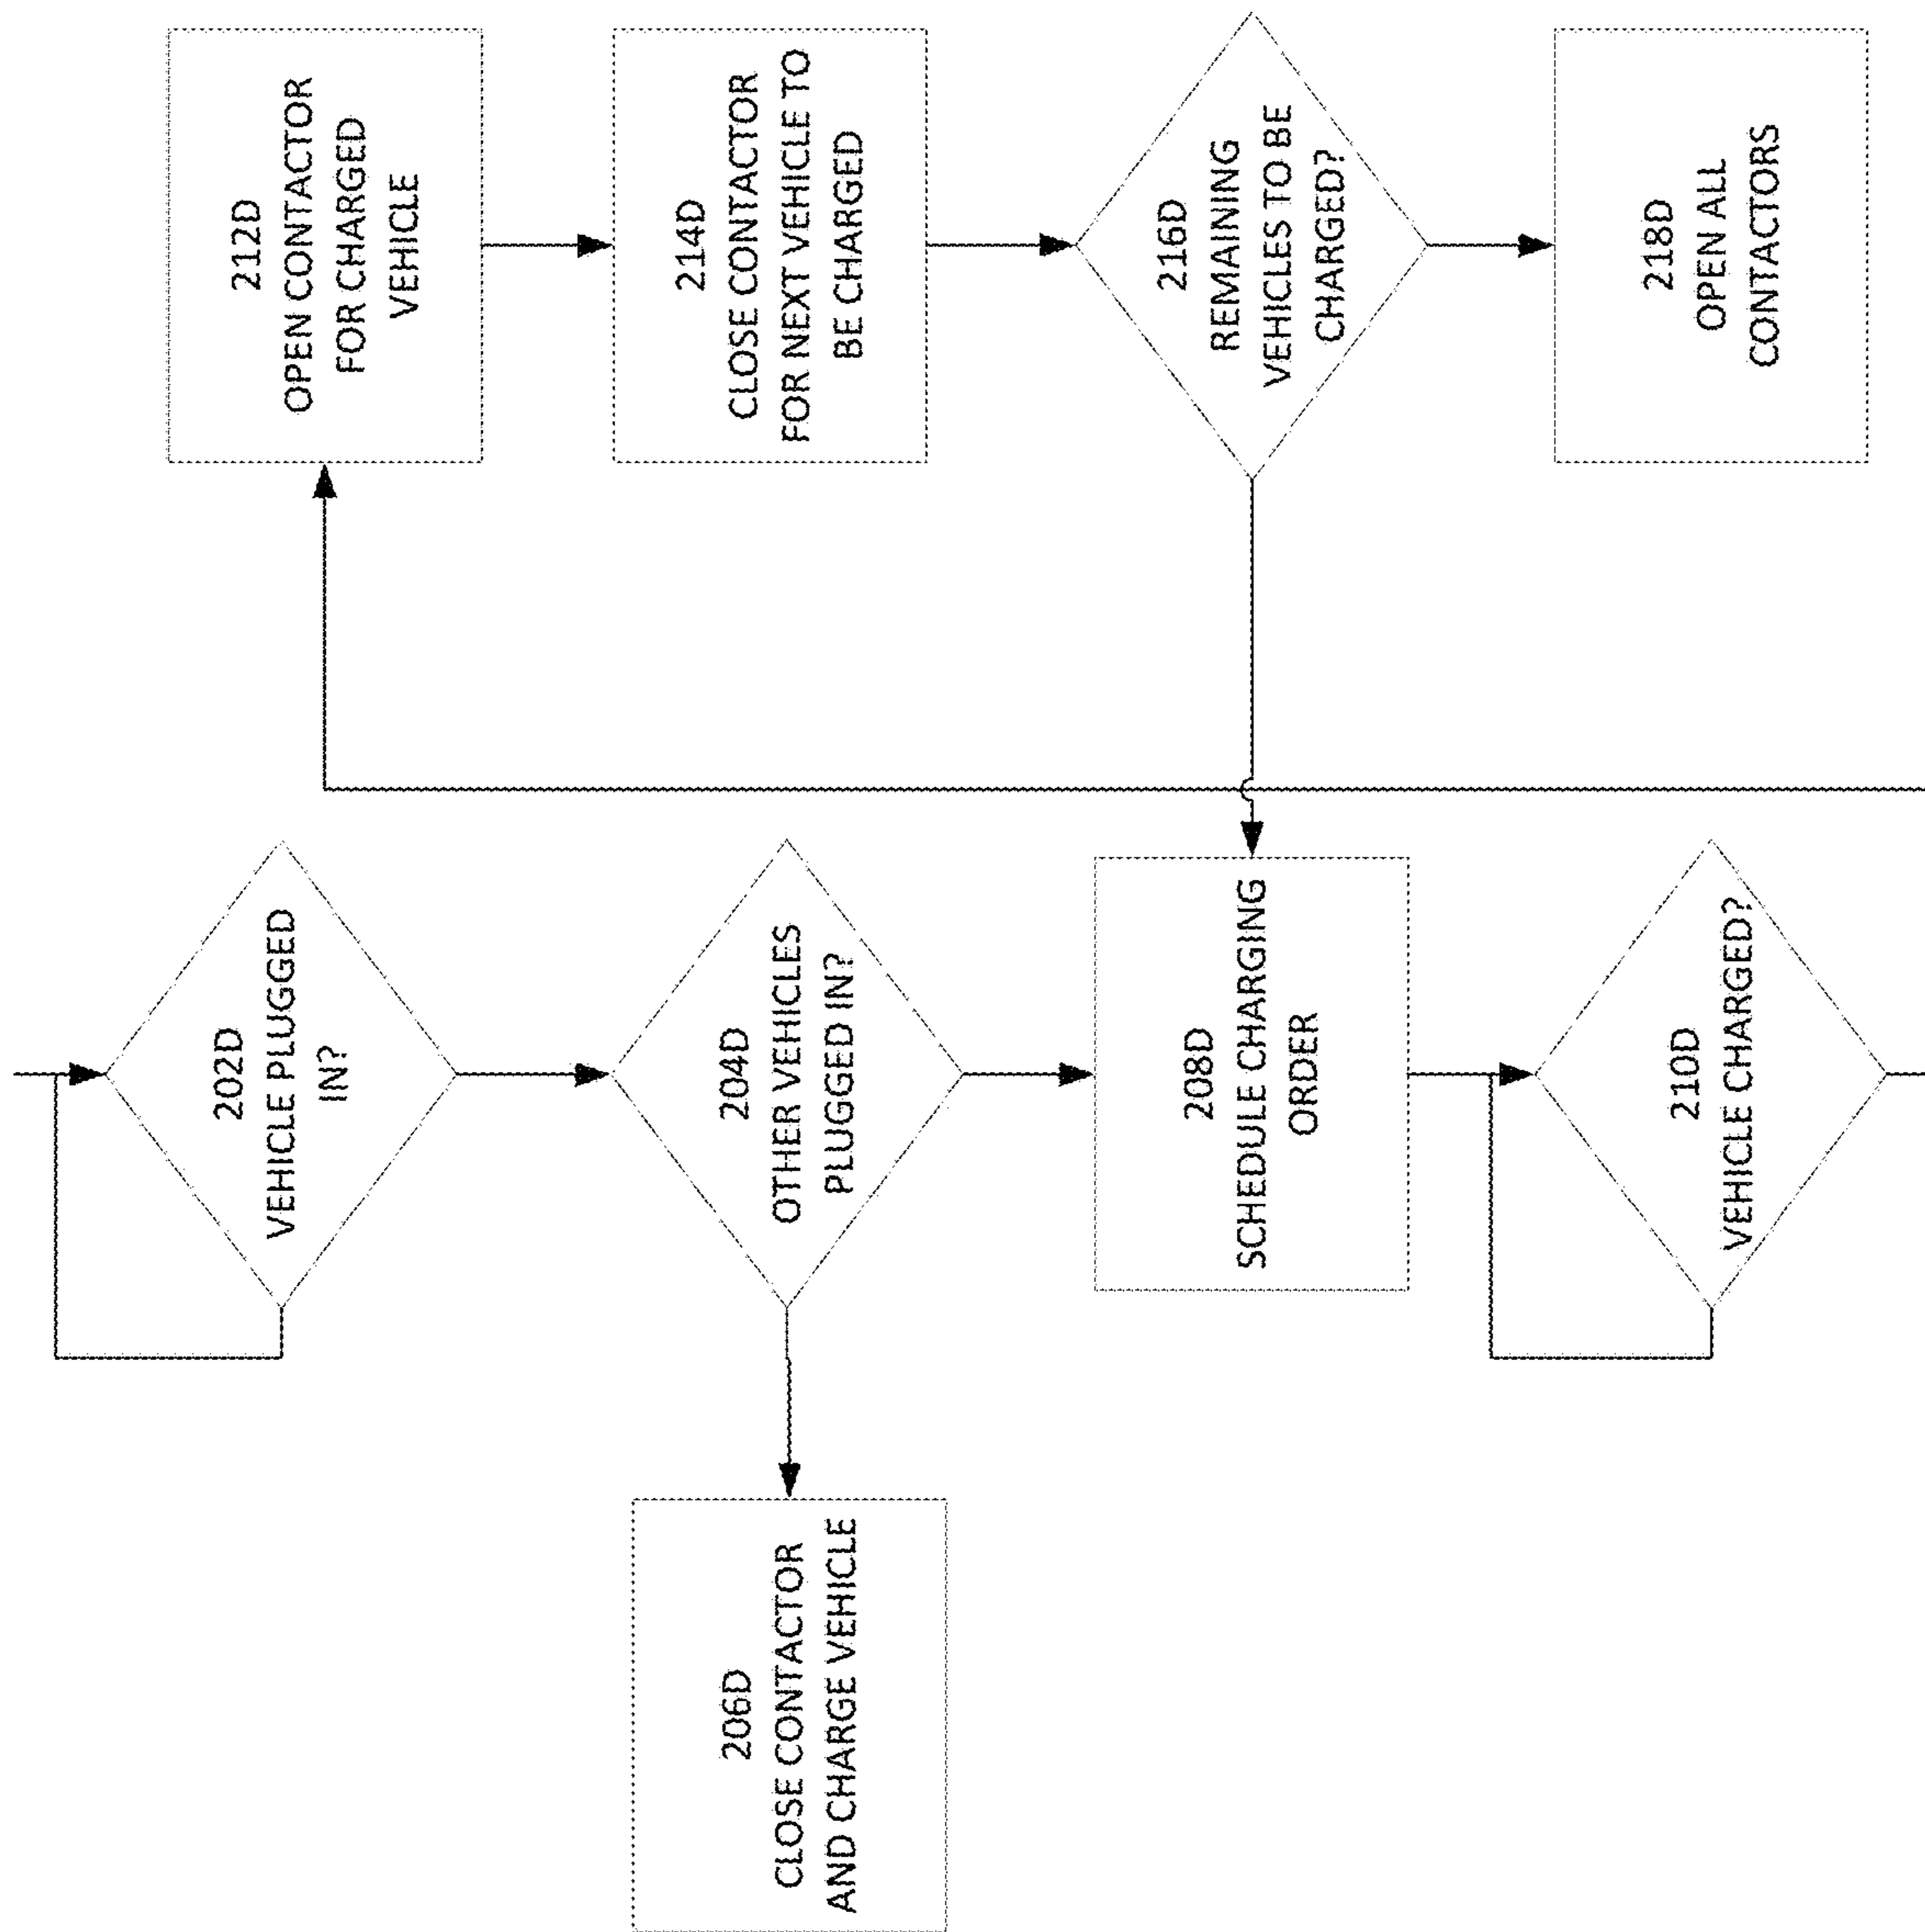 202D
VEHICLE PLUGGED
IN?
204D
OTHER VEHICLES
PLUGGED IN?
206D
CLOSE CONTACTOR
AND CHARGE VEHICLE
208D
SCHEDULE CHARGING
ORDER
210D
VEHICLE CHARGED?
212D
OPEN CONTACTOR
FOR CHARGED
VEHICLE
214D
CLOSE CONTACTOR
FOR NEXT VEHICLE TO
BE CHARGED
216D
REMAINING
VEHICLES TO BE
CHARGED?
218D
OPEN ALL
CONTACTORS